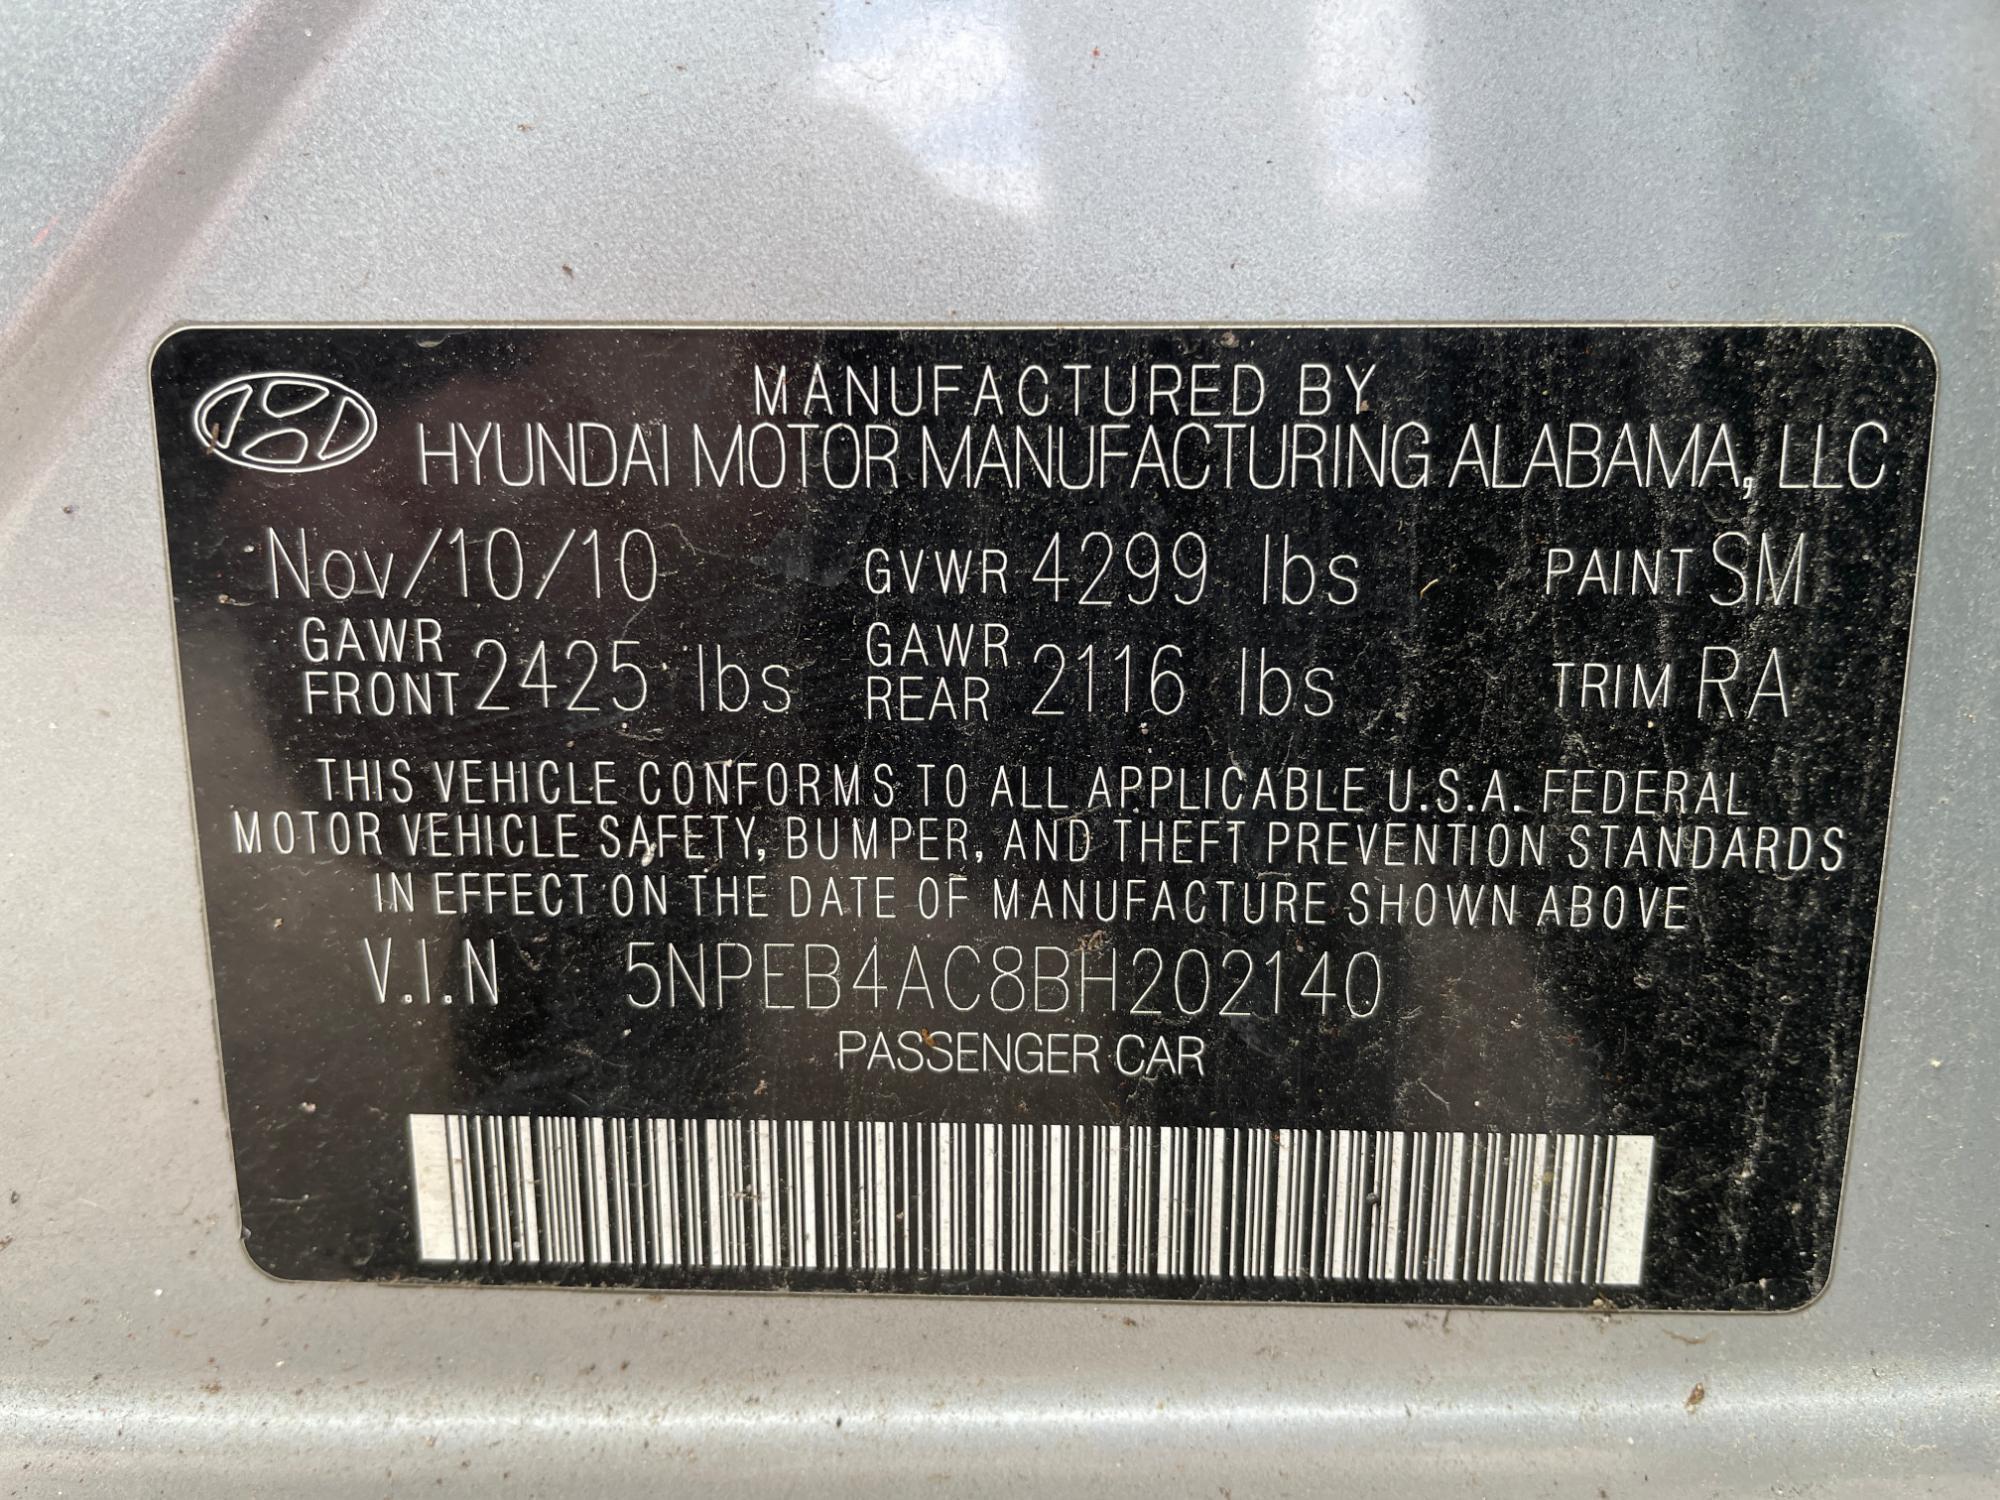 MANUFACTURED BY
HYUNDAI MOTOR MANUFACTURING ALABAMA, LLC
Nov/10/10 GVWR 4299 lbs PAINT SM
GAWR FRONT 2425 lbs GAWR REAR 2116 lbs TRIM RA
THIS VEHICLE CONFORMS TO ALL APPLICABLE U.S.A. FEDERAL
MOTOR VEHICLE SAFETY, BUMPER, AND THEFT PREVENTION STANDARDS
IN EFFECT ON THE DATE OF MANUFACTURE SHOWN ABOVE
V.I.N 5NPEB4AC8BH202140
PASSENGER CAR